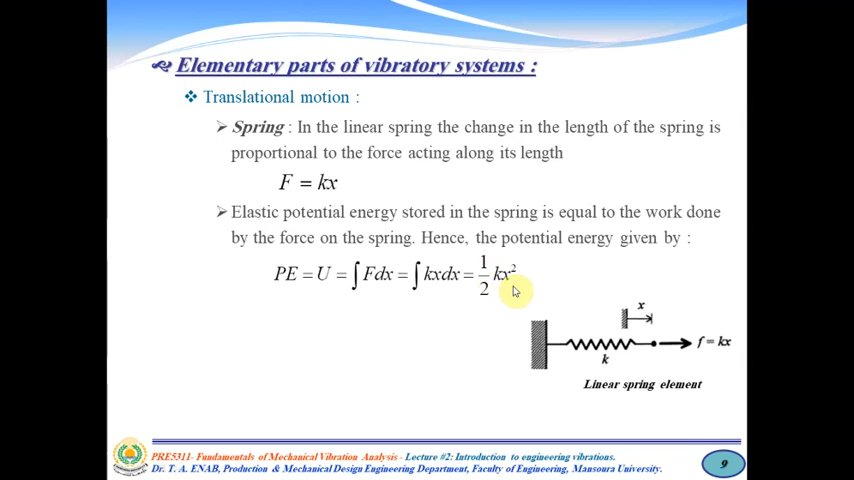 Elementary parts of vibratory systems :
Translational motion :
Spring : In the linear spring the change in the length of the spring is
proportional to the force acting along its length
F = kx
Elastic potential energy stored in the spring is equal to the work done
by the force on the spring. Hence, the potential energy given by :
PE = U = ∫ Fdx = ∫ kxdx = 1/2 kx²
x
f = kx
k
Linear spring element
PRE5311- Fundamentals of Mechanical Vibration Analysis - Lecture #2: Introduction to engineering vibrations.
Dr. T. A. ENAB, Production & Mechanical Design Engineering Department, Faculty of Engineering, Mansoura University.
9